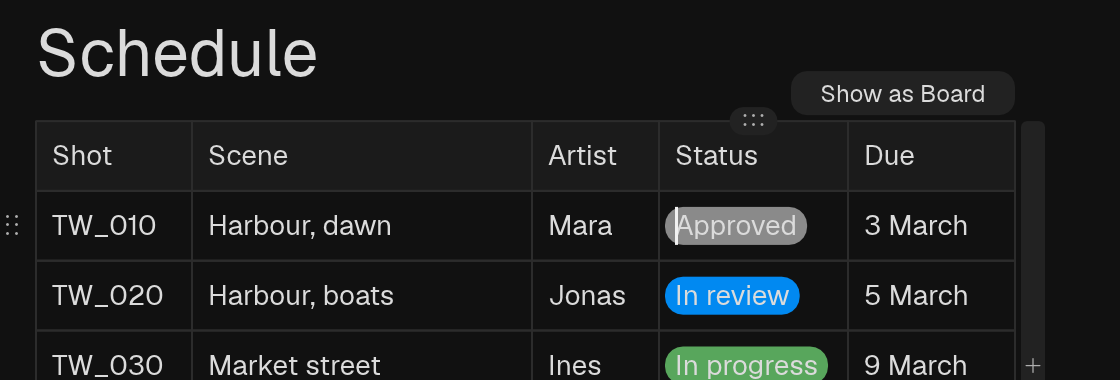 Schedule
Show as Board
Shot Scene Artist Status Due
TW_010 Harbour, dawn Mara Approved 3 March
TW_020 Harbour, boats Jonas In review 5 March
TW_030 Market street Ines In progress 9 March